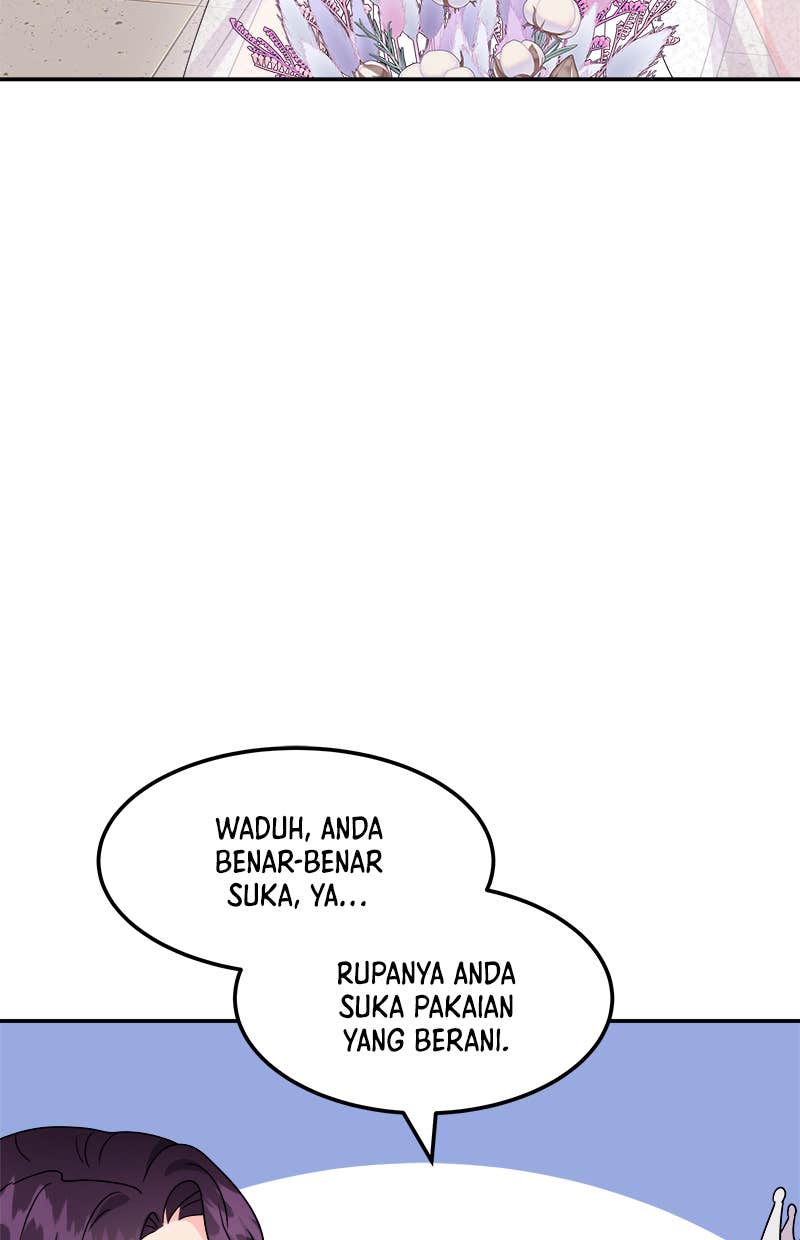 WADUH, ANDA
BENAR-BENAR
SUKA, YA...
RUPANYA ANDA
SUKA PAKAIAN
YANG BERANI.